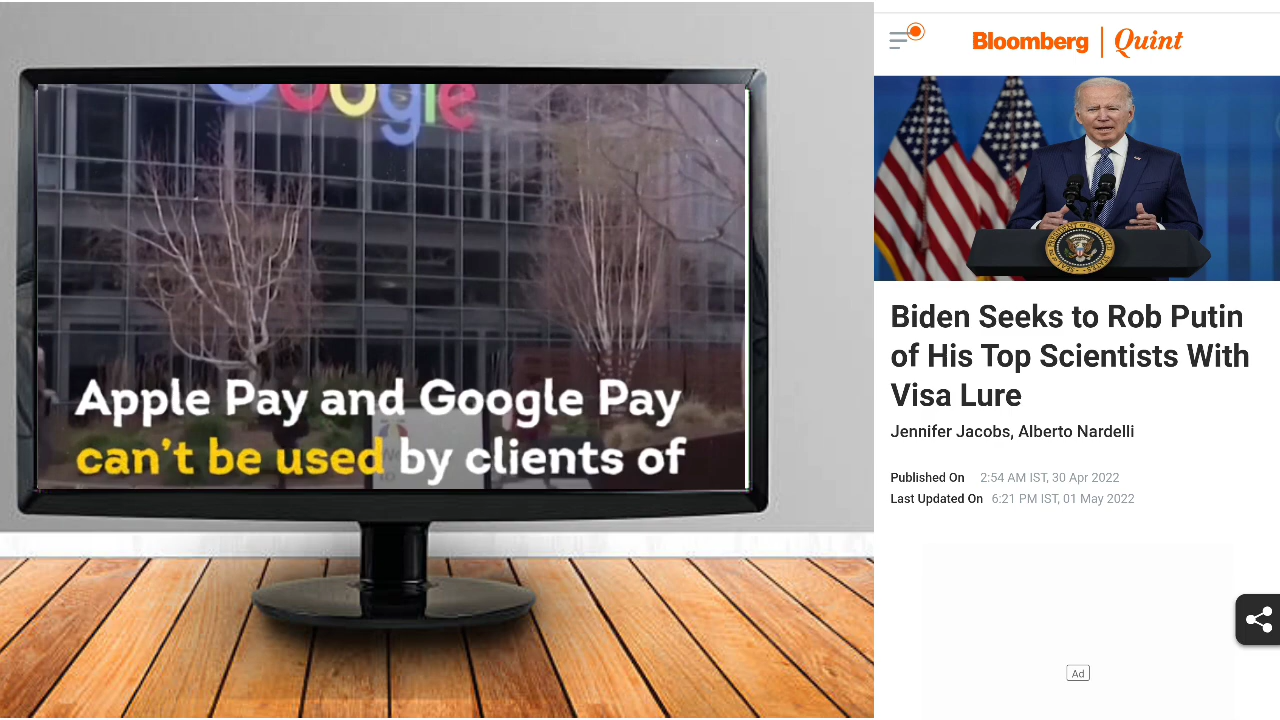 Google
Apple Pay and Google Pay
can't be used by clients of
Bloomberg | Quint
Biden Seeks to Rob Putin
of His Top Scientists With
Visa Lure
Jennifer Jacobs, Alberto Nardelli
Published On 2:54 AM IST, 30 Apr 2022
Last Updated On 6:21 PM IST, 01 May 2022
Ad